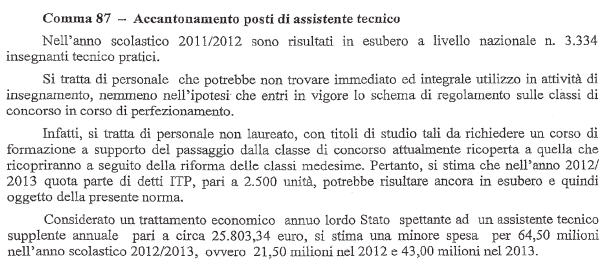 Comma 87 – Accantonamento posti di assistente tecnico
Nell'anno scolastico 2011/2012 sono risultati in esubero a livello nazionale n. 3.334
insegnanti tecnico pratici.
Si tratta di personale che potrebbe non trovare immediato ed integrale utilizzo in attività di
insegnamento, nemmeno nell'ipotesi che entri in vigore lo schema di regolamento sulle classi di
concorso in corso di perfezionamento.
Infatti, si tratta di personale non laureato, con titoli di studio tali da richiedere un corso di
formazione a supporto del passaggio dalla classe di concorso attualmente ricoperta a quella che
ricopriranno a seguito della riforma delle classi medesime. Pertanto, si stima che nell'anno 2012/
2013 quota parte di detti ITP, pari a 2.500 unità, potrebbe risultare ancora in esubero e quindi
oggetto della presente norma.
Considerato un trattamento economico annuo lordo Stato spettante ad un assistente tecnico
supplente annuale pari a circa 25.803,34 euro, si stima una minore spesa per 64,50 milioni
nell'anno scolastico 2012/2013, ovvero 21,50 milioni nel 2012 e 43,00 milioni nel 2013.